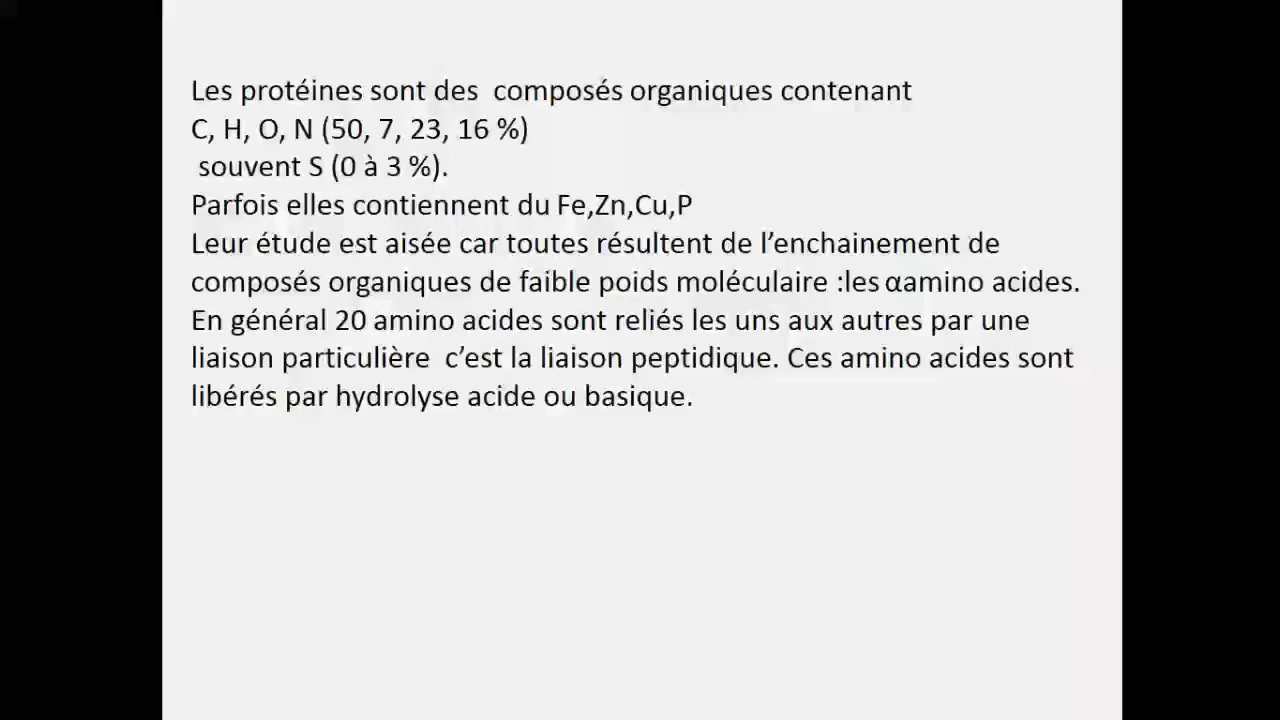 Les protéines sont des  composés organiques contenant
C, H, O, N (50, 7, 23, 16 %)
souvent S (0 à 3 %).
Parfois elles contiennent du Fe,Zn,Cu,P
Leur étude est aisée car toutes résultent de l’enchainement de
composés organiques de faible poids moléculaire :les αamino acides.
En général 20 amino acides sont reliés les uns aux autres par une
liaison particulière  c’est la liaison peptidique. Ces amino acides sont
libérés par hydrolyse acide ou basique.